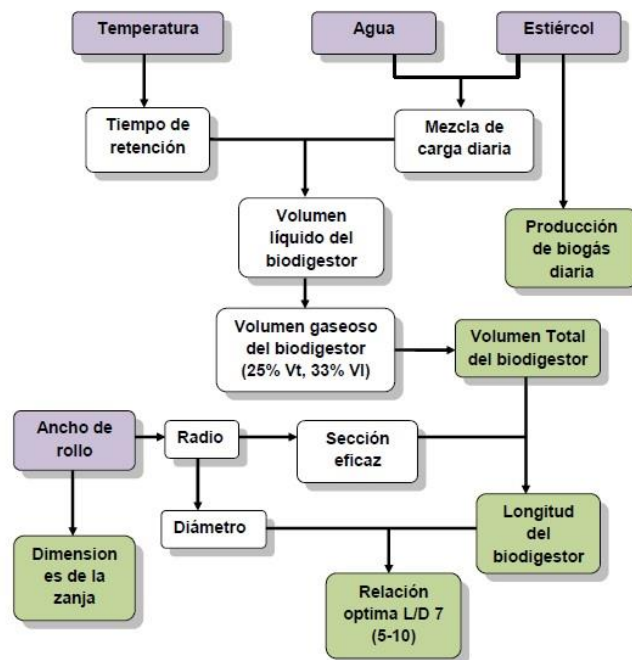 Temperatura
Agua
Estiércol
Tiempo de
retención
Mezcla de
carga diaria
Volumen
líquido del
biodigestor
Producción
de biogás
diaria
Volumen gaseoso
del biodigestor
(25% Vt, 33% Vl)
Volumen Total
del biodigestor
Ancho de
rollo
Radio
Sección
eficaz
Diámetro
Longitud
del
biodigestor
Dimension
es de la
zanja
Relación
optima L/D 7
(5-10)